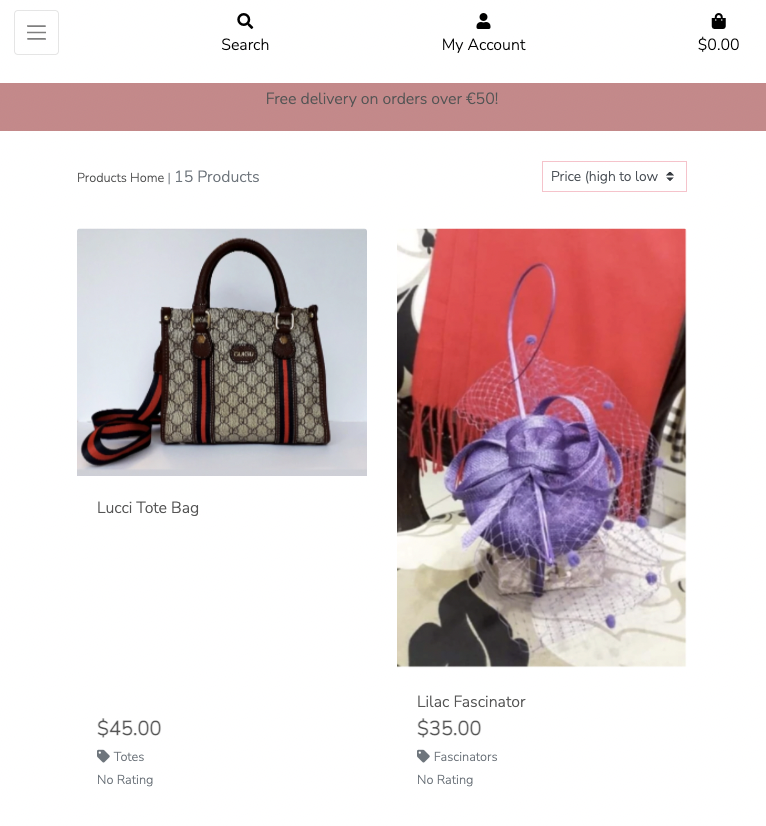 Search
My Account
$0.00
Free delivery on orders over €50!
Products Home | 15 Products
Price (high to low
Lucci Tote Bag
$45.00
Totes
No Rating
Lilac Fascinator
$35.00
Fascinators
No Rating